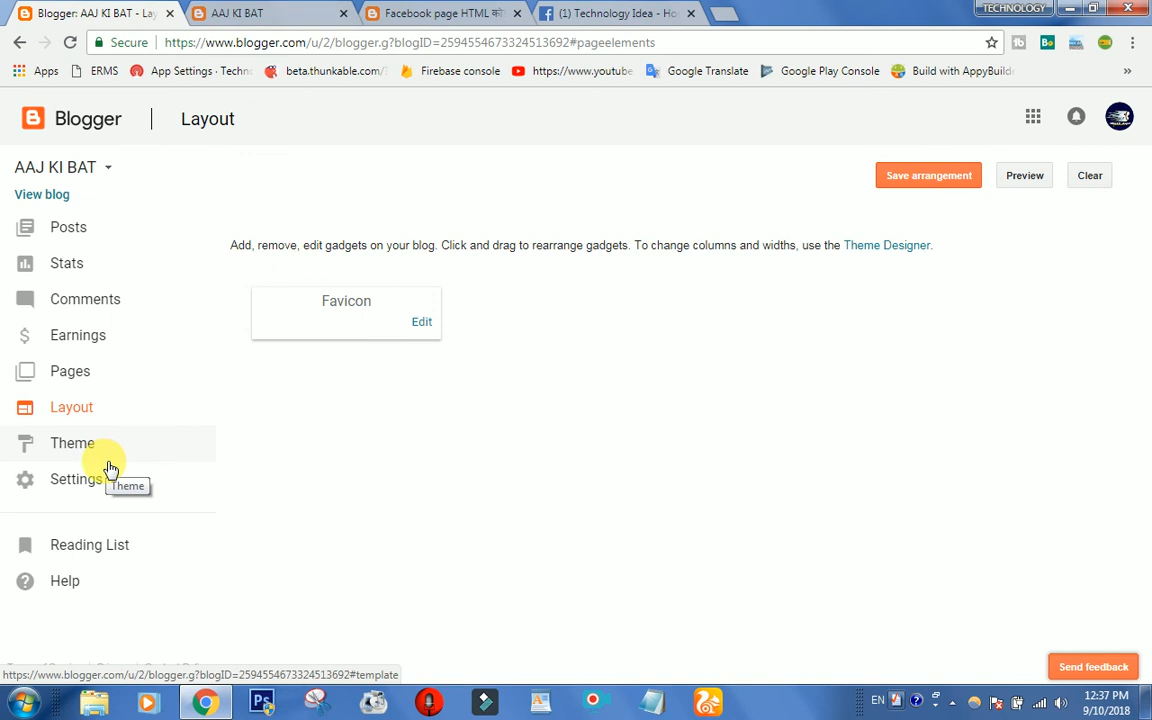 Blogger: AAJ KI BAT - Lay
AAJ KI BAT
Facebook page HTML को
(1) Technology Idea - Ho
TECHNOLOGY
Secure
https://www.blogger.com/u/2/blogger.g?blogID=2594554673324513692#pageelements
Apps
ERMS
App Settings · Techno
beta.thunkable.com/
Firebase console
https://www.youtube
Google Translate
Google Play Console
Build with AppyBuild
»
Blogger
Layout
AAJ KI BAT
View blog
Save arrangement
Preview
Clear
Posts
Stats
Comments
Earnings
Pages
Layout
Theme
Settings
Theme
Reading List
Help
Add, remove, edit gadgets on your blog. Click and drag to rearrange gadgets. To change columns and widths, use the Theme Designer.
Favicon
Edit
https://www.blogger.com/u/2/blogger.g?blogID=2594554673324513692#template
Send feedback
EN
12:37 PM
9/10/2018